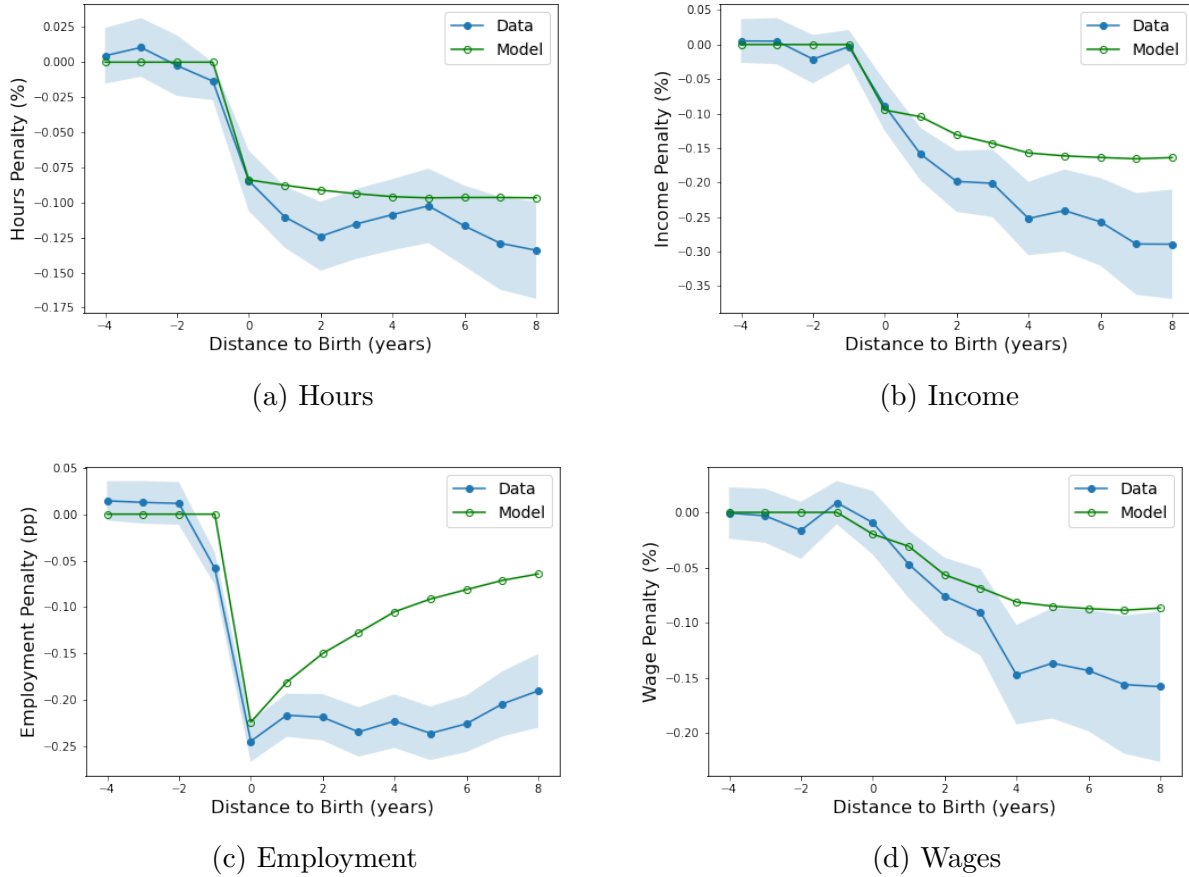 Data
Model
0.025
0.000
−0.025
−0.050
−0.075
−0.100
−0.125
−0.150
−0.175
Hours Penalty (%)
−4 −2 0 2 4 6 8
Distance to Birth (years)
(a) Hours
Data
Model
0.00
−0.05
−0.10
−0.15
−0.20
−0.25
−0.30
−0.35
Income Penalty (%)
−4 −2 0 2 4 6 8
Distance to Birth (years)
(b) Income
Data
Model
0.05
0.00
−0.05
−0.10
−0.15
−0.20
−0.25
Employment Penalty (pp)
−4 −2 0 2 4 6 8
Distance to Birth (years)
(c) Employment
Data
Model
0.00
−0.05
−0.10
−0.15
−0.20
Wage Penalty (%)
−4 −2 0 2 4 6 8
Distance to Birth (years)
(d) Wages